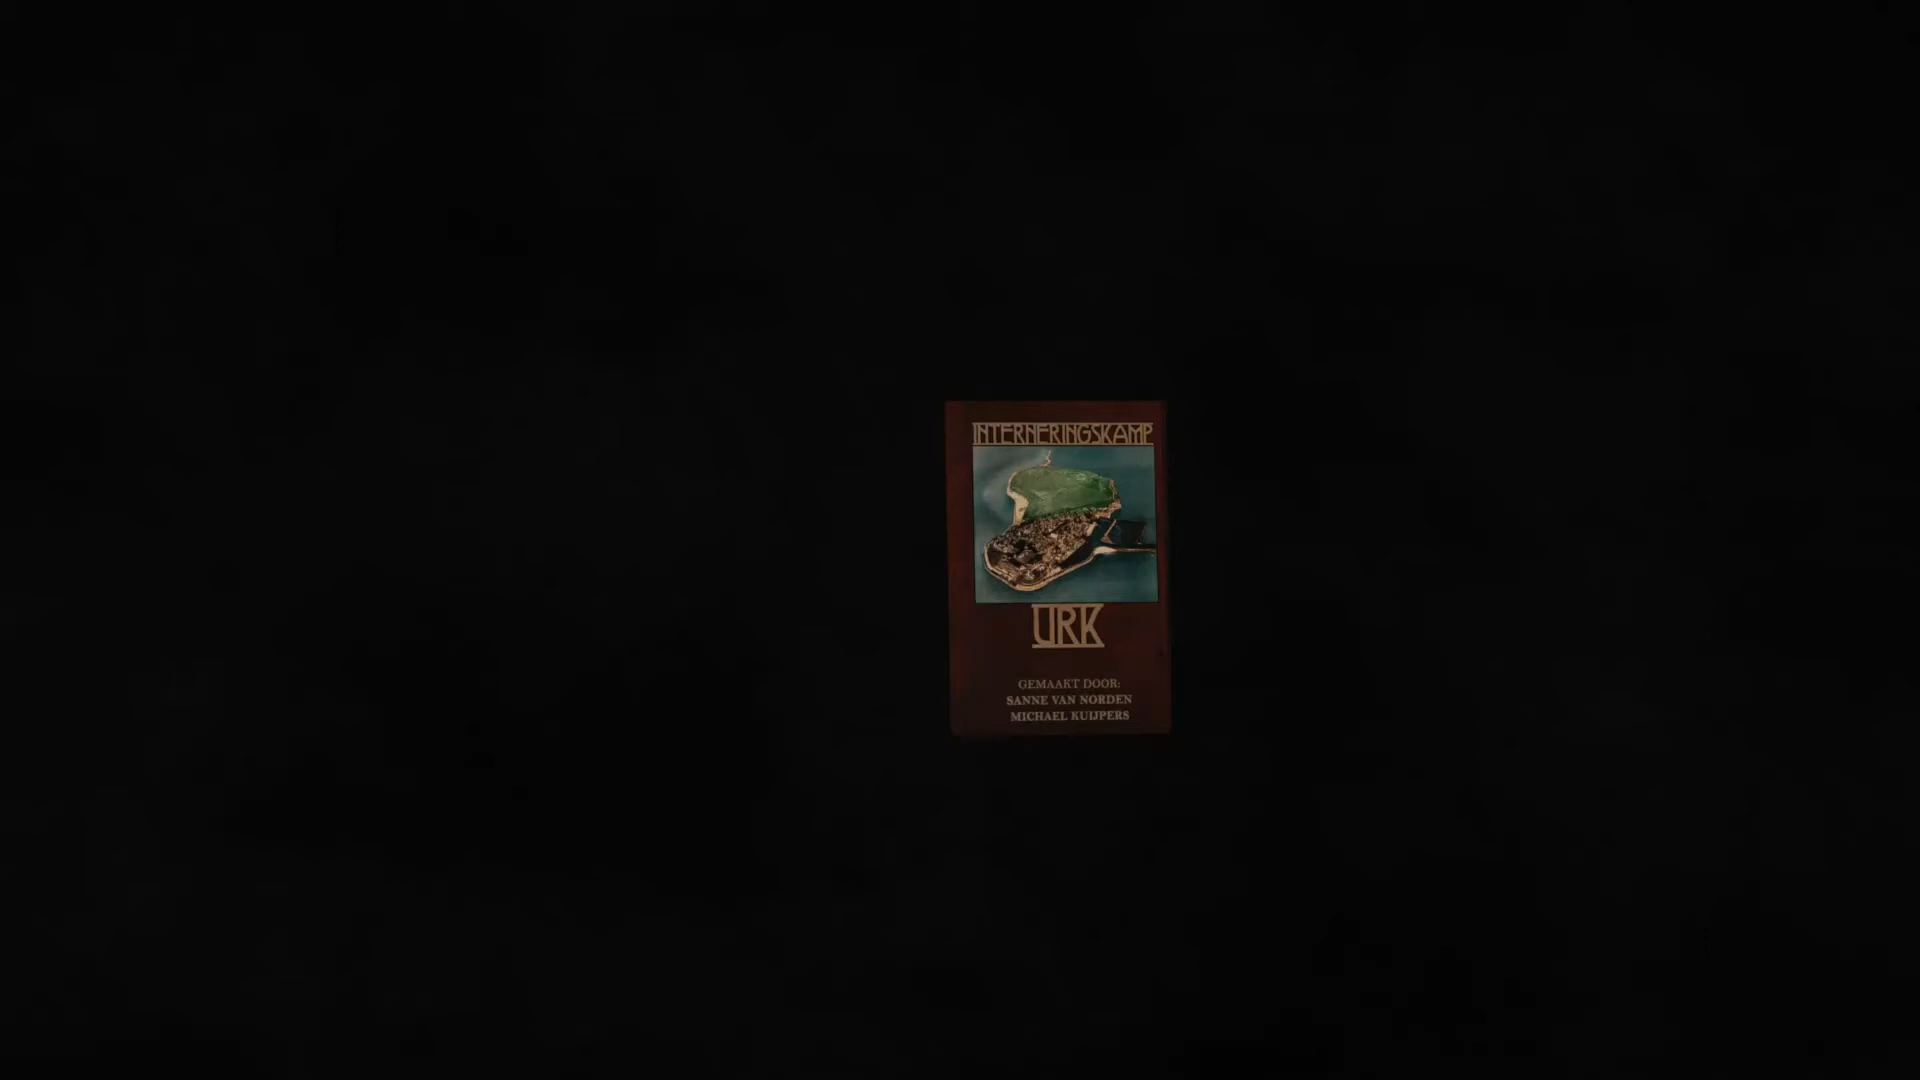 INTERNERINGSKAMP
URK
GEMAAKT DOOR:
SANNE VAN NORDEN
MICHAEL KUIJPERS